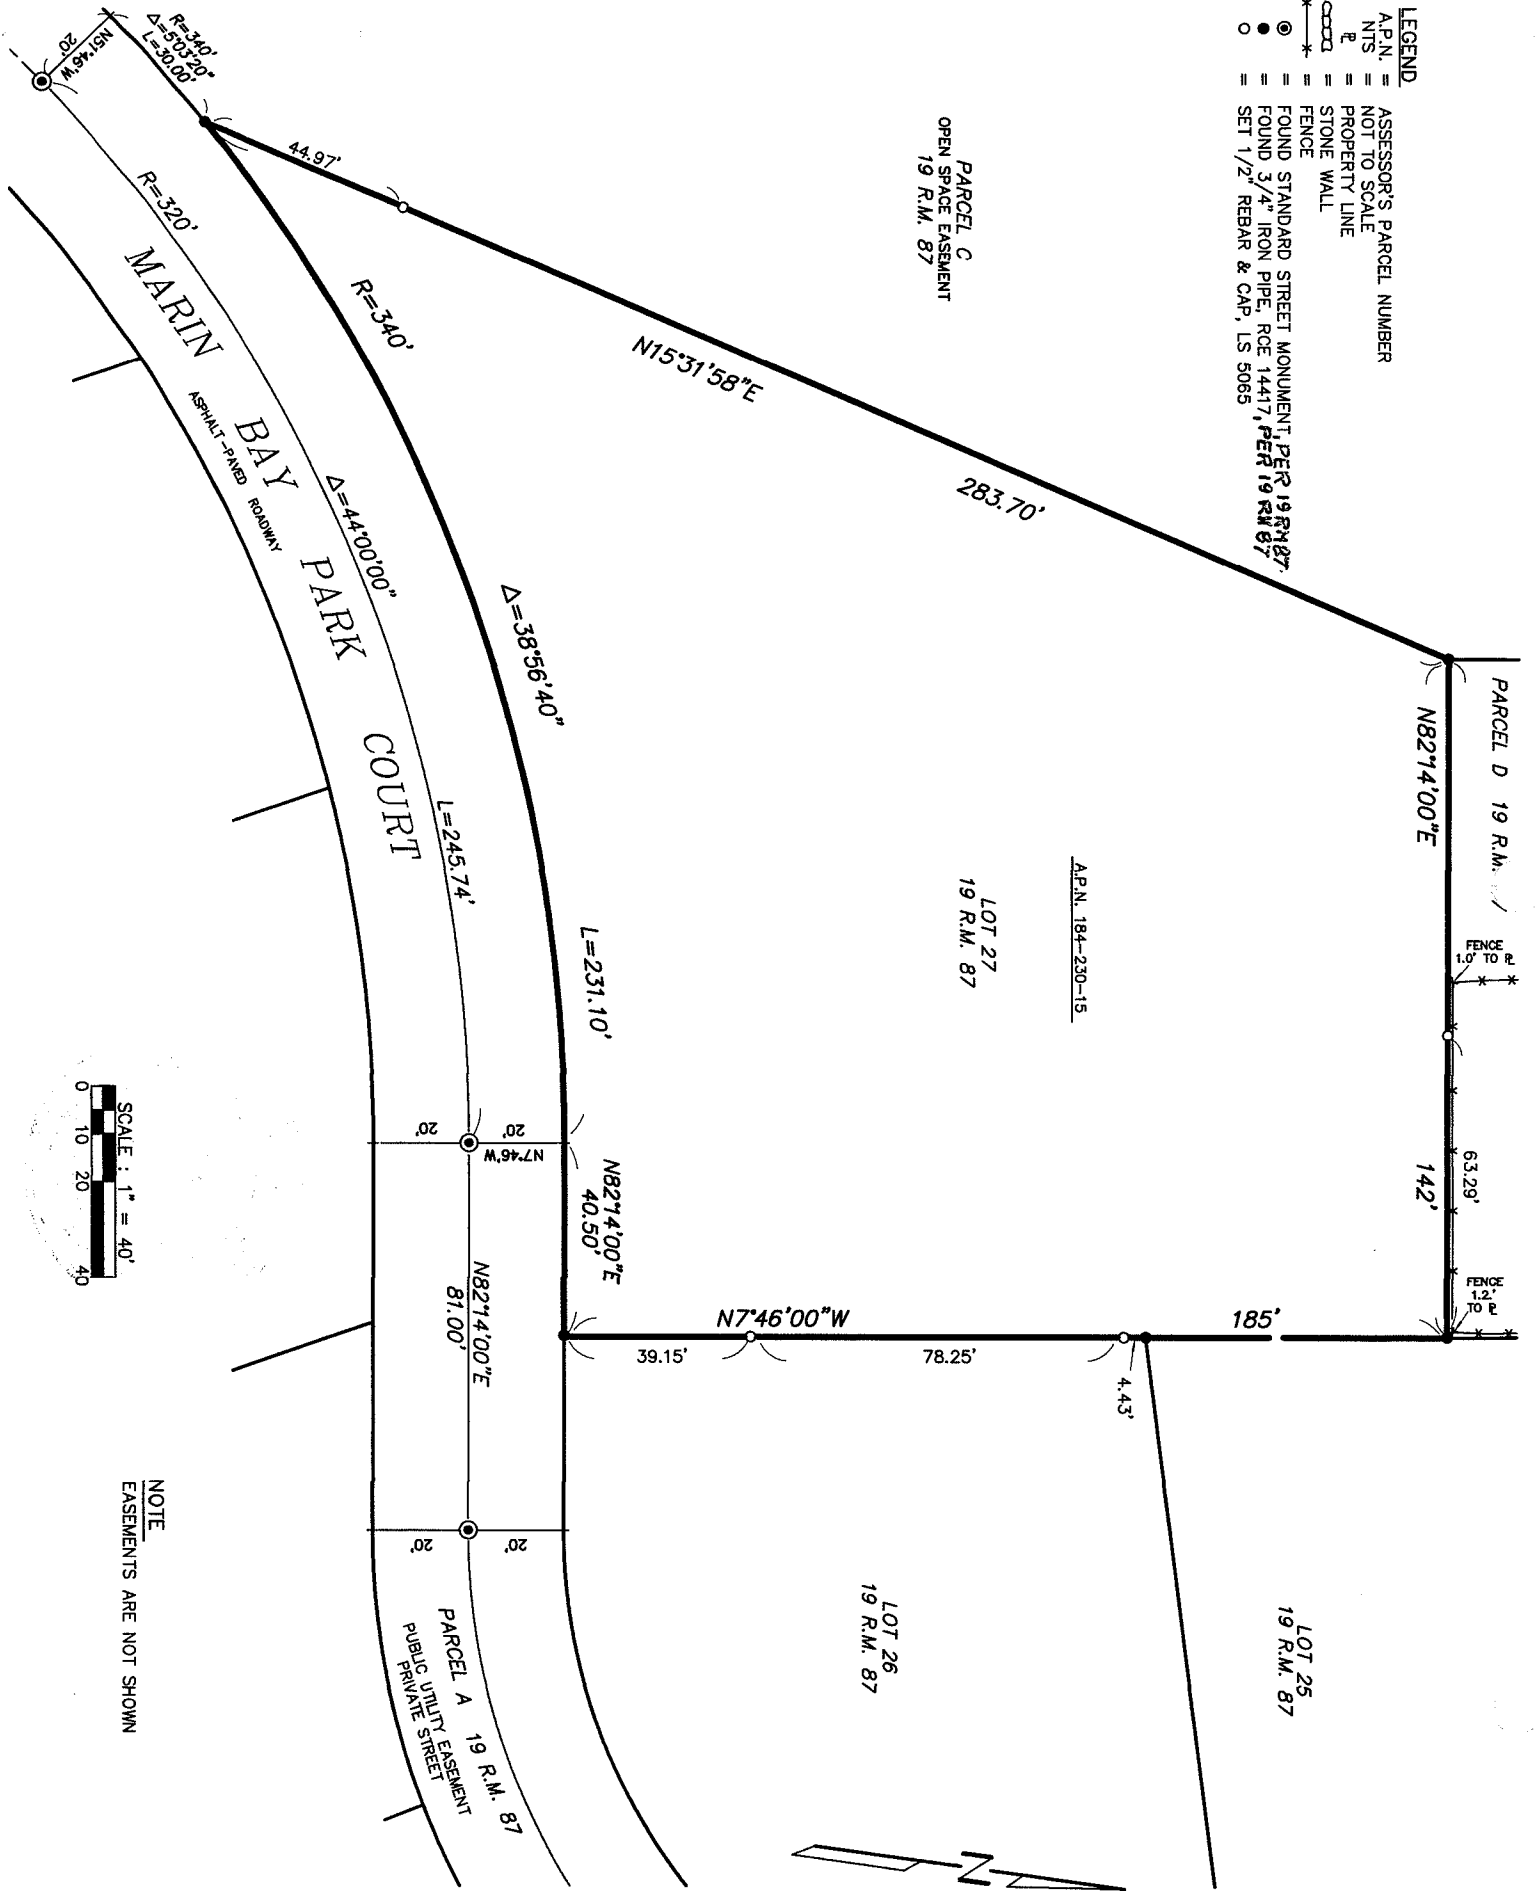 LEGEND
A.P.N. = ASSESSOR'S PARCEL NUMBER
NTS = NOT TO SCALE
℄ = PROPERTY LINE
= STONE WALL
= FENCE
= FOUND STANDARD STREET MONUMENT, PER 19 RM 87
= FOUND 3/4" IRON PIPE, RCE 14417, PER 19 RM 87
= SET 1/2" REBAR & CAP, LS 5065
PARCEL D 19 R.M.
FENCE
1.0' TO ℄
63.29'
FENCE
1.2'
TO ℄
N82°14'00"E
142'
185'
LOT 25
19 R.M. 87
PARCEL C
OPEN SPACE EASEMENT
19 R.M. 87
283.70'
N15°31'58"E
44.97'
A.P.N. 184-230-15
LOT 27
19 R.M. 87
4.43'
78.25'
N7°46'00"W
39.15'
LOT 26
19 R.M. 87
R=340'
Δ=38°56'40"
L=231.10'
N82°14'00"E
40.50'
R=340'
Δ=5°03'20"
L=30.00'
N51°46'W
20'
R=320'
Δ=44°00'00"
L=245.74'
20'
N7°46'W
20'
N82°14'00"E
81.00'
20'
20'
MARIN BAY PARK COURT
ASPHALT-PAVED ROADWAY
PARCEL A 19 R.M. 87
PUBLIC UTILITY EASEMENT
PRIVATE STREET
SCALE : 1" = 40'
0 10 20 40
NOTE
EASEMENTS ARE NOT SHOWN
N